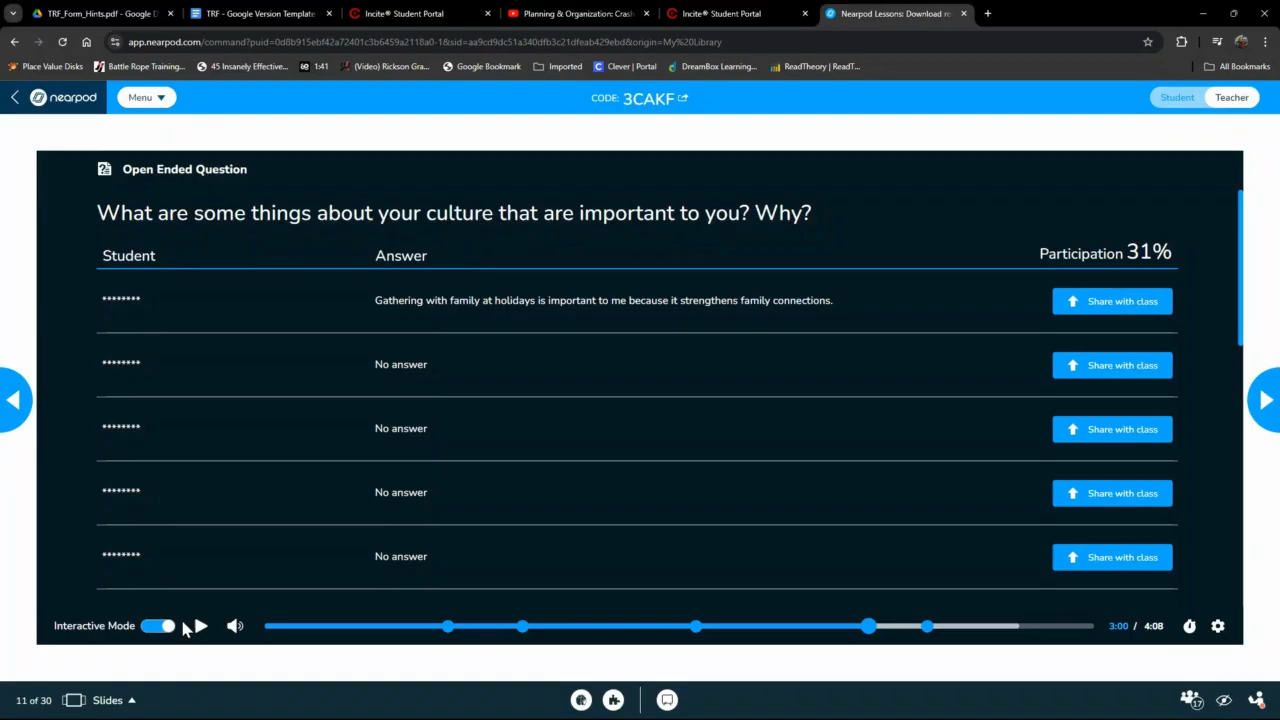 TRF_Form_Hints.pdf - Google D
TRF - Google Version Template
Incite® Student Portal
Planning & Organization: Cras
Incite® Student Portal
Nearpod Lessons: Download re
app.nearpod.com/command?puid=0d8b915ebf42a72401c3b6459a2118a0-1&sid=aa9cd9dc51a340dfb3c21dfeab429ebd&origin=My%20Library
Place Value Disks
Battle Rope Training...
45 Insanely Effective...
1:41
(Video) Rickson Gra...
Google Bookmark
Imported
Clever | Portal
DreamBox Learning...
ReadTheory | ReadT...
All Bookmarks
nearpod
Menu
CODE: 3CAKF
Student
Teacher
Open Ended Question
What are some things about your culture that are important to you? Why?
Student
Answer
Participation 31%
******** Gathering with family at holidays is important to me because it strengthens family connections. Share with class
******** No answer Share with class
******** No answer Share with class
******** No answer Share with class
******** No answer Share with class
Interactive Mode
3:00 / 4:08
11 of 30
Slides
17